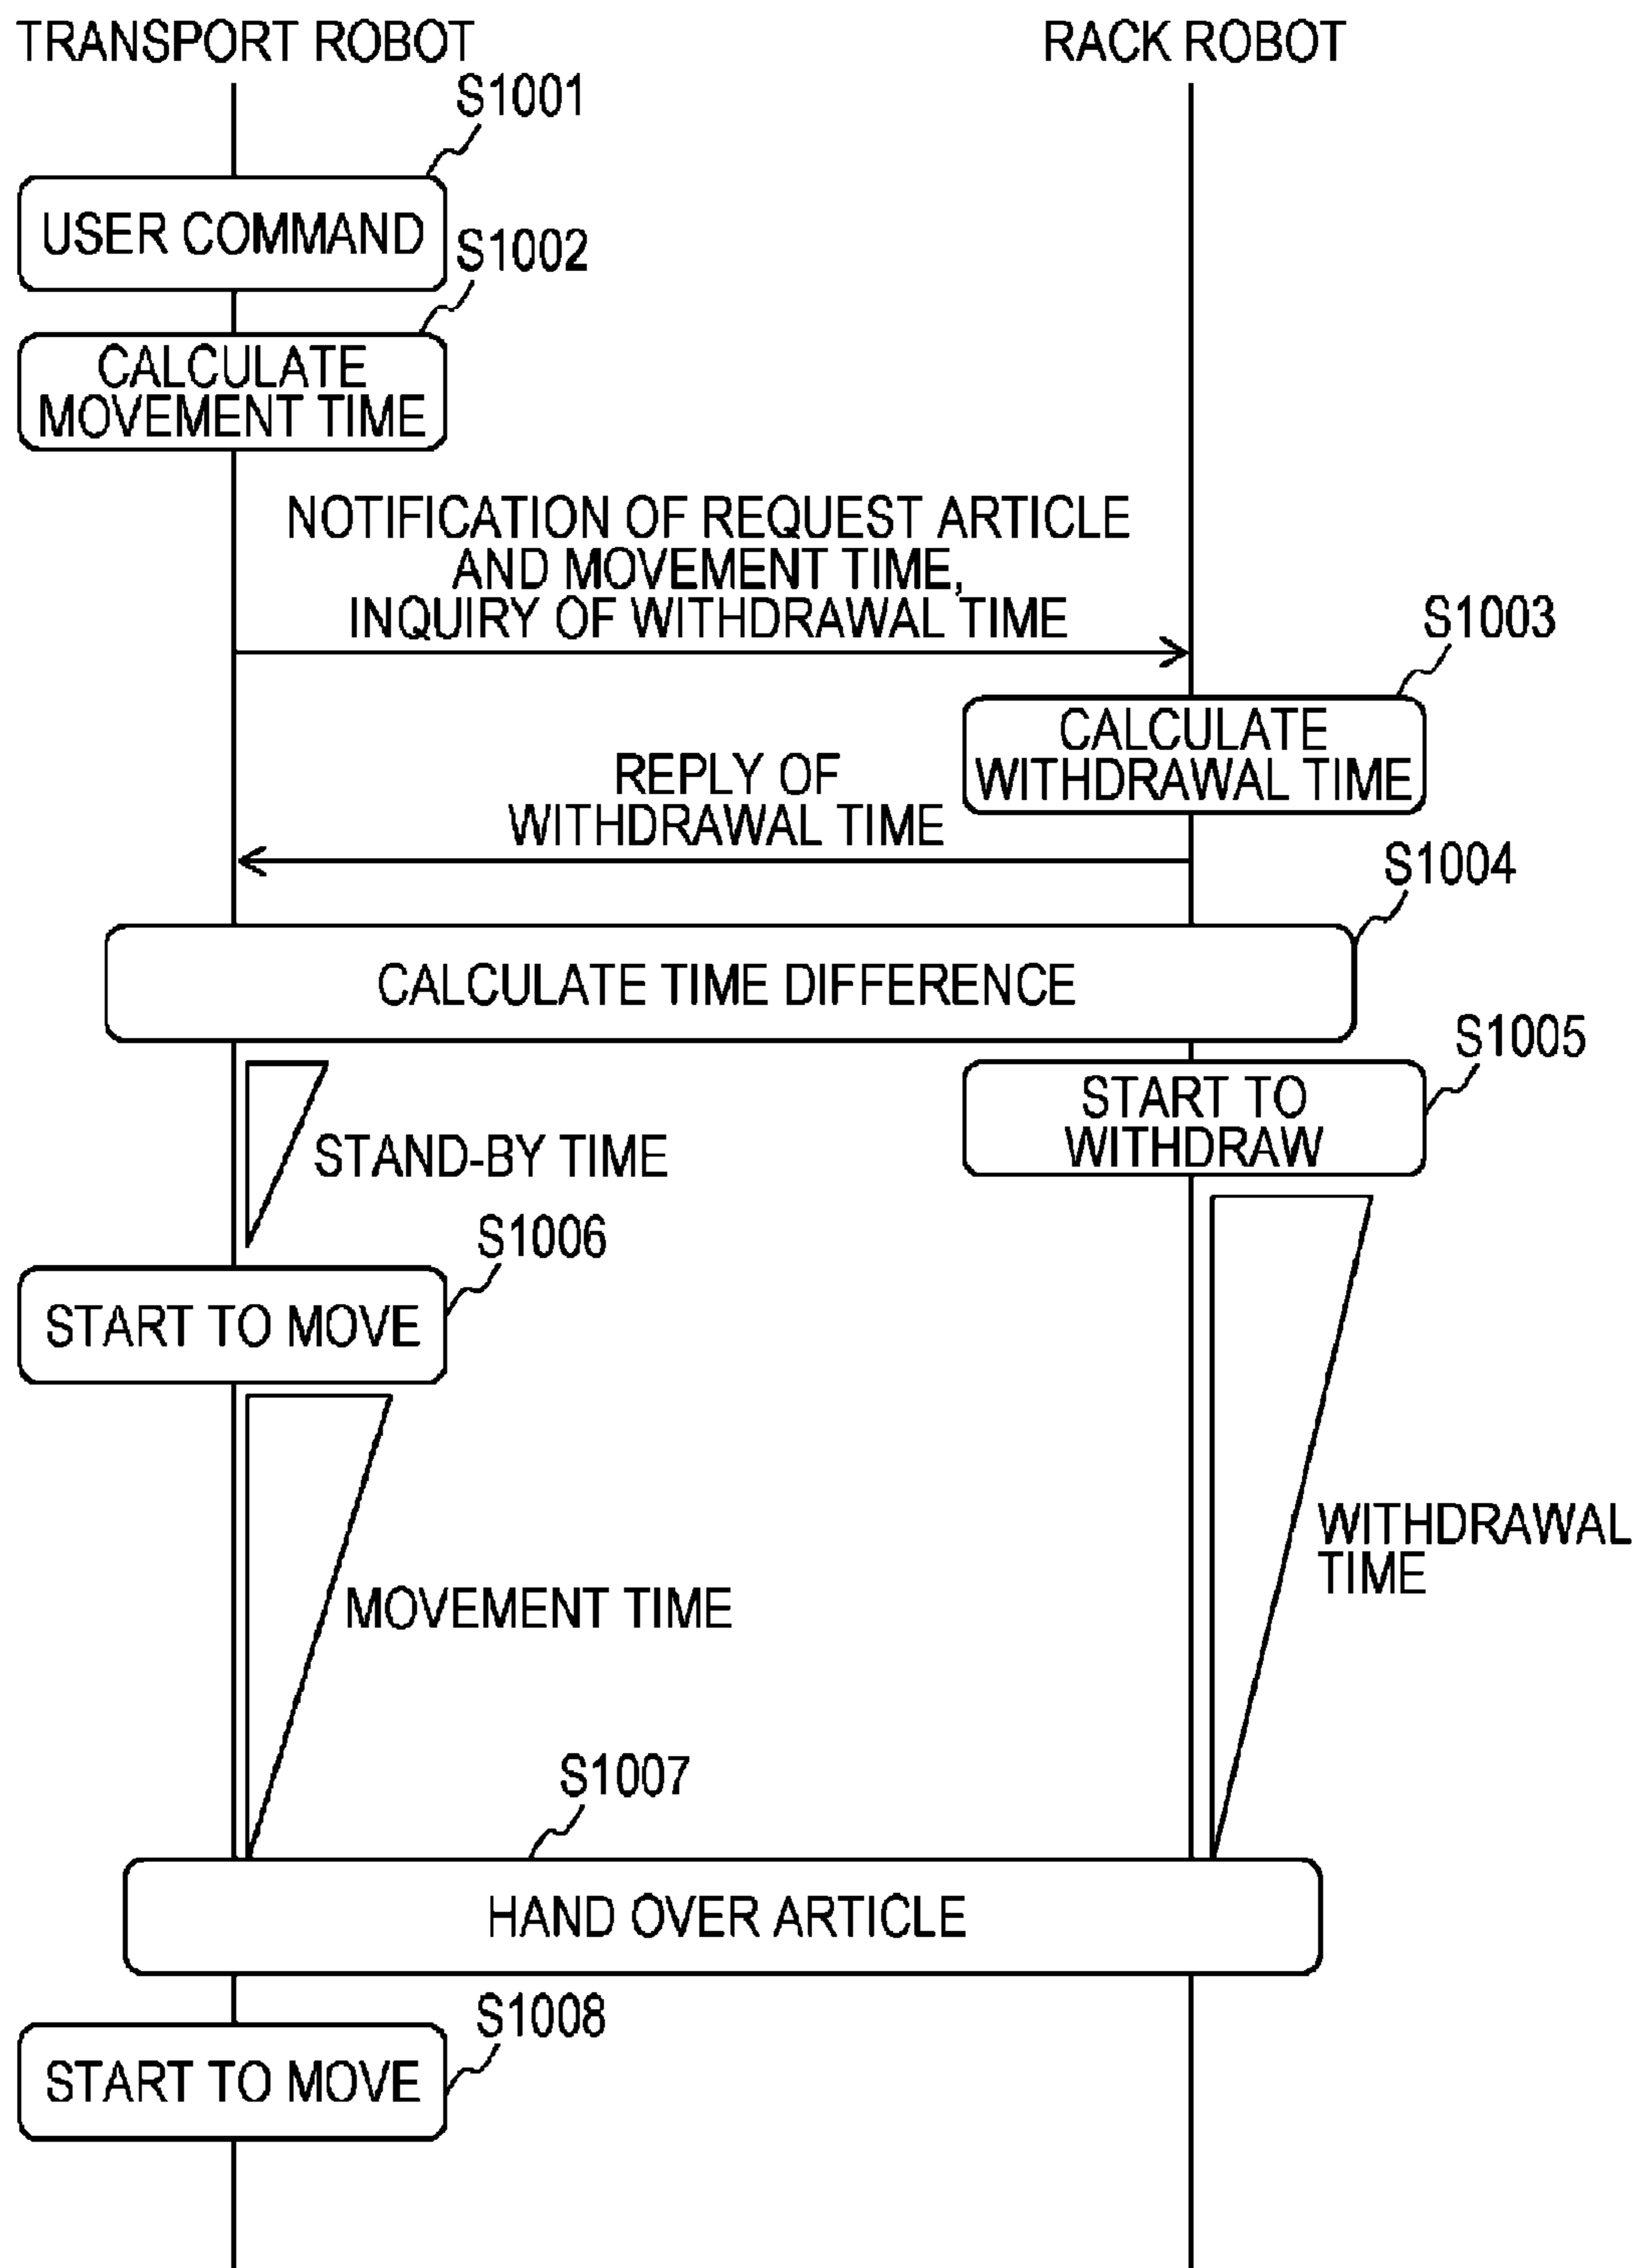 TRANSPORT ROBOT
RACK ROBOT
S1001
USER COMMAND
S1002
CALCULATE
MOVEMENT TIME
NOTIFICATION OF REQUEST ARTICLE
AND MOVEMENT TIME,
INQUIRY OF WITHDRAWAL TIME
S1003
CALCULATE
WITHDRAWAL TIME
REPLY OF
WITHDRAWAL TIME
S1004
CALCULATE TIME DIFFERENCE
S1005
START TO
WITHDRAW
STAND-BY TIME
S1006
START TO MOVE
WITHDRAWAL
TIME
MOVEMENT TIME
S1007
HAND OVER ARTICLE
S1008
START TO MOVE